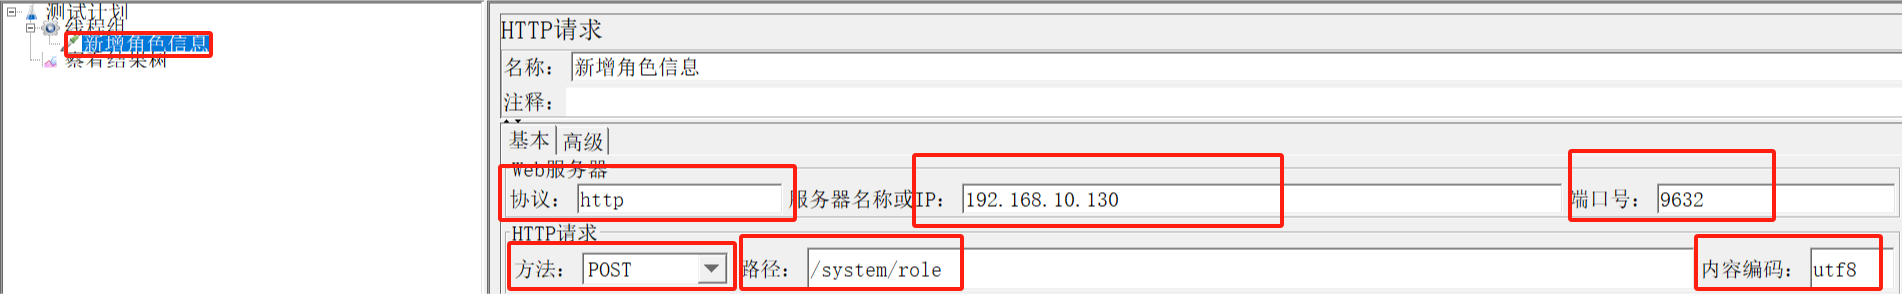 测试计划
线程组
新增角色信息
察看结果树
HTTP请求
名称： 新增角色信息
注释：
基本 高级
Web服务器
协议： http 服务器名称或IP： 192.168.10.130 端口号： 9632
HTTP请求
方法： POST 路径： /system/role 内容编码： utf8